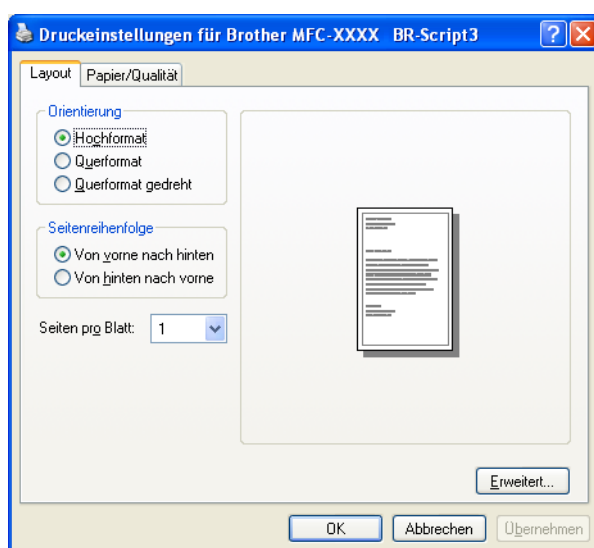 Druckeinstellungen für Brother MFC-XXXX BR-Script3
Layout
Papier/Qualität
Orientierung
Hochformat
Querformat
Querformat gedreht
Seitenreihenfolge
Von vorne nach hinten
Von hinten nach vorne
Seiten pro Blatt: 1
Erweitert...
OK
Abbrechen
Übernehmen